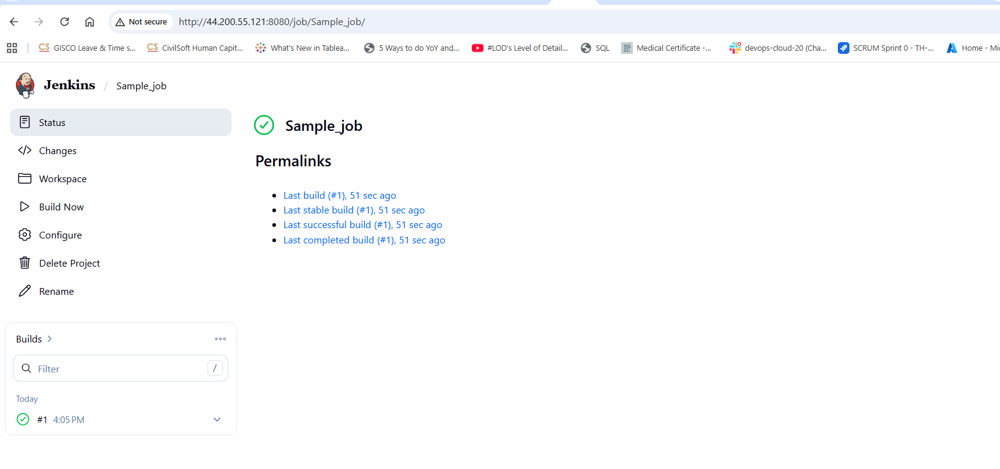 Not secure http://44.200.55.121:8080/job/Sample_job/
CS GISCO Leave & Time s... CS CivilSoft Human Capit... What's New in Tablea... 5 Ways to do YoY and... #LOD's Level of Detail... SQL Medical Certificate -... devops-cloud-20 (Cha... SCRUM Sprint 0 - TH-... Home - Mi
Jenkins / Sample_job
Status
Changes
Workspace
Build Now
Configure
Delete Project
Rename
Builds
Filter /
Today
#1 4:05 PM
Sample_job
Permalinks
Last build (#1), 51 sec ago
Last stable build (#1), 51 sec ago
Last successful build (#1), 51 sec ago
Last completed build (#1), 51 sec ago